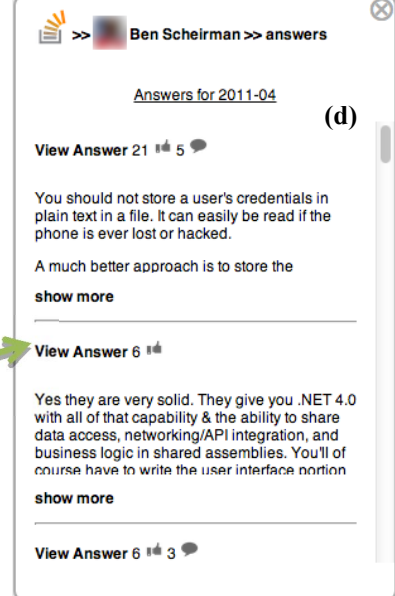 >> Ben Scheirman >> answers
Answers for 2011-04
(d)
View Answer 21 5
You should not store a user's credentials in
plain text in a file. It can easily be read if the
phone is ever lost or hacked.
A much better approach is to store the
show more
View Answer 6
Yes they are very solid. They give you .NET 4.0
with all of that capability & the ability to share
data access, networking/API integration, and
business logic in shared assemblies. You'll of
course have to write the user interface portion
show more
View Answer 6 3